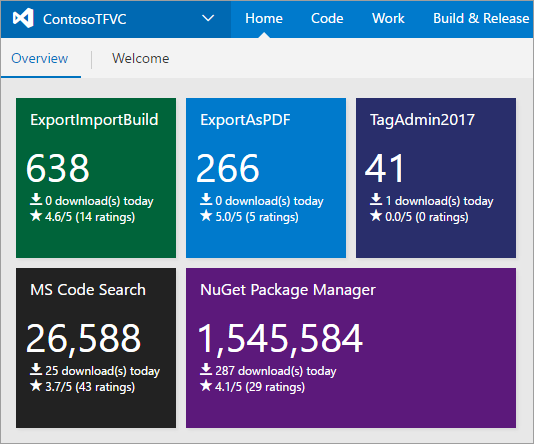 ContosoTFVC Home Code Work Build & Release
Overview Welcome
ExportImportBuild
638
0 download(s) today
4.6/5 (14 ratings)
ExportAsPDF
266
0 download(s) today
5.0/5 (5 ratings)
TagAdmin2017
41
1 download(s) today
0.0/5 (0 ratings)
MS Code Search
26,588
25 download(s) today
3.7/5 (43 ratings)
NuGet Package Manager
1,545,584
287 download(s) today
4.1/5 (29 ratings)